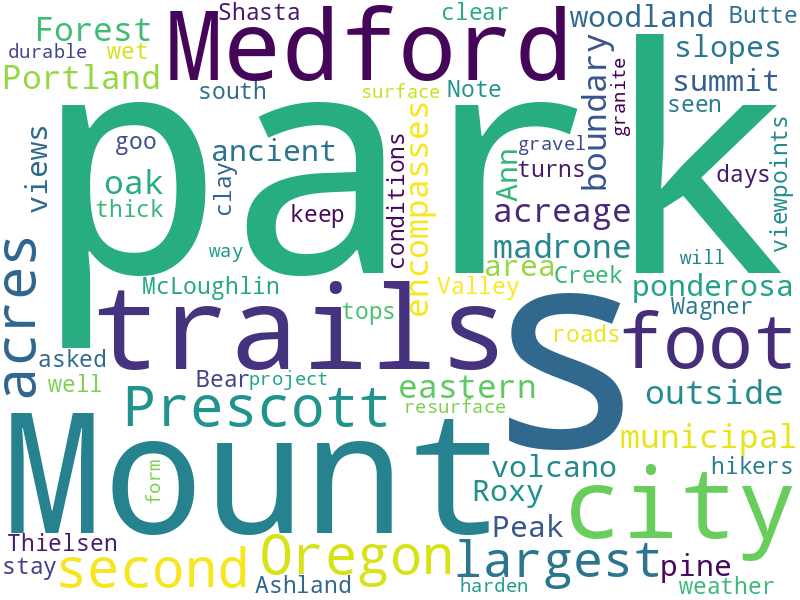 Shasta
clear
woodland
Butte
Forest
Medford
durable
wet
slopes
Portland
south
surface
Note
summit
seen
park
boundary
granite
goo
ancient
conditions
encompasses
gravel
turns
Ann
days
viewpoints
views
oak
clay
thick
keep
acreage
madrone
way
area
Creek
will
McLoughlin
Valley
ponderosa
acres
trails
tops
s
roads
Wagner
foot
asked
well
Bear
project
eastern
outside
Prescott
resurface
municipal
Mount
form
volcano
hikers
Roxy
city
Peak
Thielsen
stay
second
Oregon
largest
pine
Ashland
harden
weather